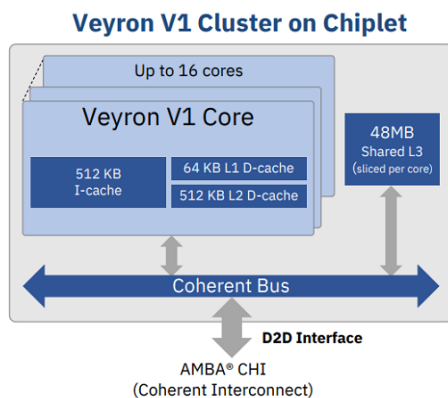 Veyron V1 Cluster on Chiplet
Up to 16 cores
Veyron V1 Core
512 KB
I-cache
64 KB L1 D-cache
512 KB L2 D-cache
48MB
Shared L3
(sliced per core)
Coherent Bus
D2D Interface
AMBA® CHI
(Coherent Interconnect)